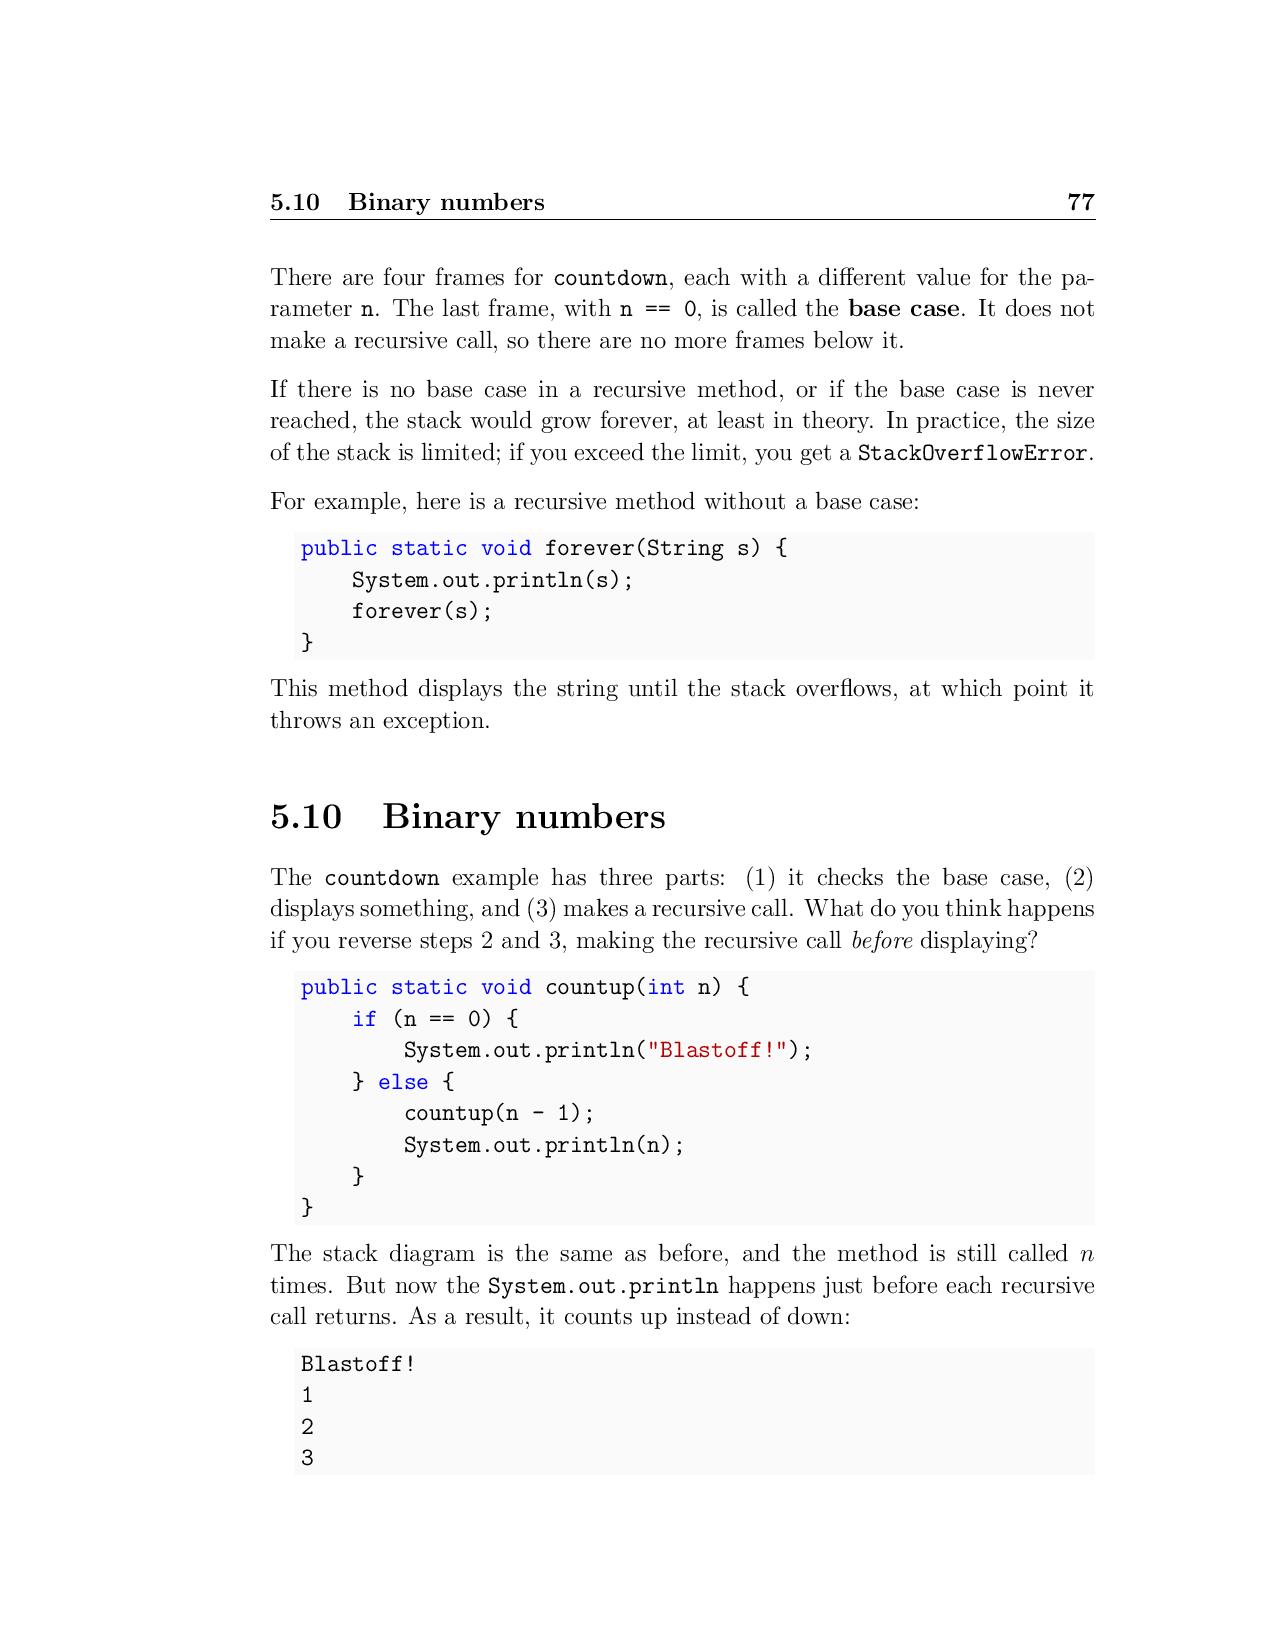 5.10 Binary numbers 77
There are four frames for countdown, each with a different value for the pa-
rameter n. The last frame, with n == 0, is called the base case. It does not
make a recursive call, so there are no more frames below it.
If there is no base case in a recursive method, or if the base case is never
reached, the stack would grow forever, at least in theory. In practice, the size
of the stack is limited; if you exceed the limit, you get a StackOverflowError.
For example, here is a recursive method without a base case:
public static void forever(String s) {
    System.out.println(s);
    forever(s);
}
This method displays the string until the stack overflows, at which point it
throws an exception.
5.10 Binary numbers
The countdown example has three parts: (1) it checks the base case, (2)
displays something, and (3) makes a recursive call. What do you think happens
if you reverse steps 2 and 3, making the recursive call before displaying?
public static void countup(int n) {
    if (n == 0) {
        System.out.println("Blastoff!");
    } else {
        countup(n - 1);
        System.out.println(n);
    }
}
The stack diagram is the same as before, and the method is still called n
times. But now the System.out.println happens just before each recursive
call returns. As a result, it counts up instead of down:
Blastoff!
1
2
3